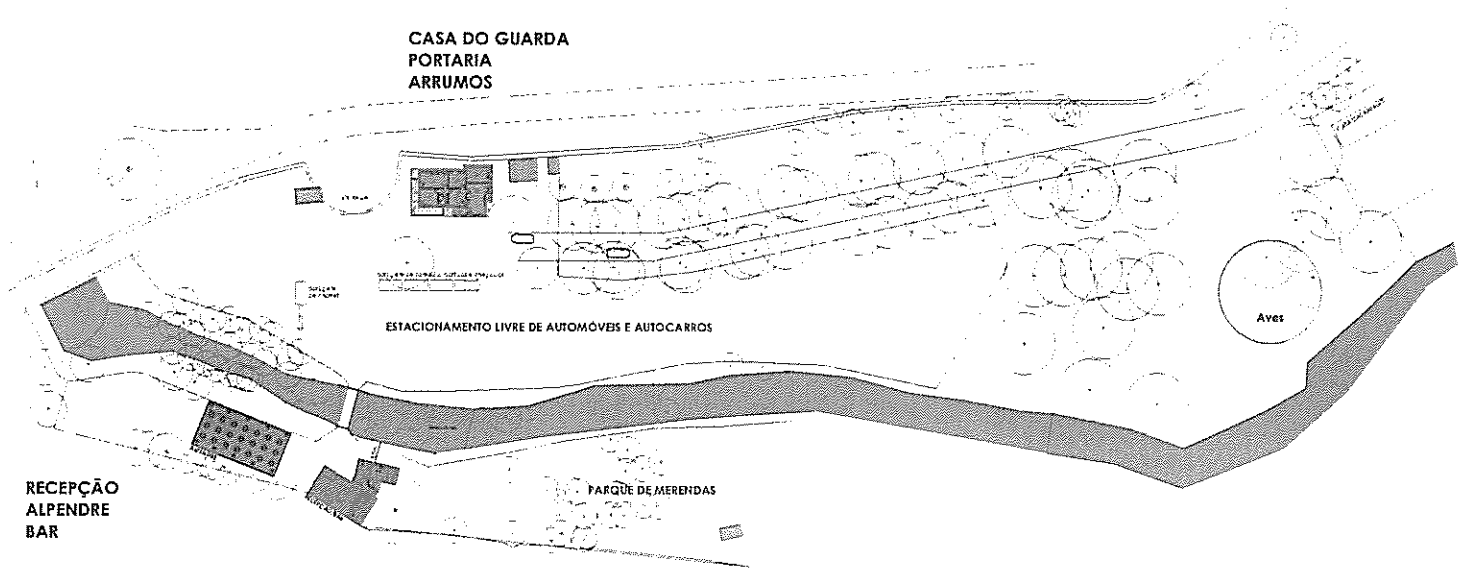 CASA DO GUARDA
PORTARIA
ARRUMOS
ESTACIONAMENTO LIVRE DE AUTOMÓVEIS E AUTOCARROS
Aves
PARQUE DE MERENDAS
RECEPÇÃO
ALPENDRE
BAR